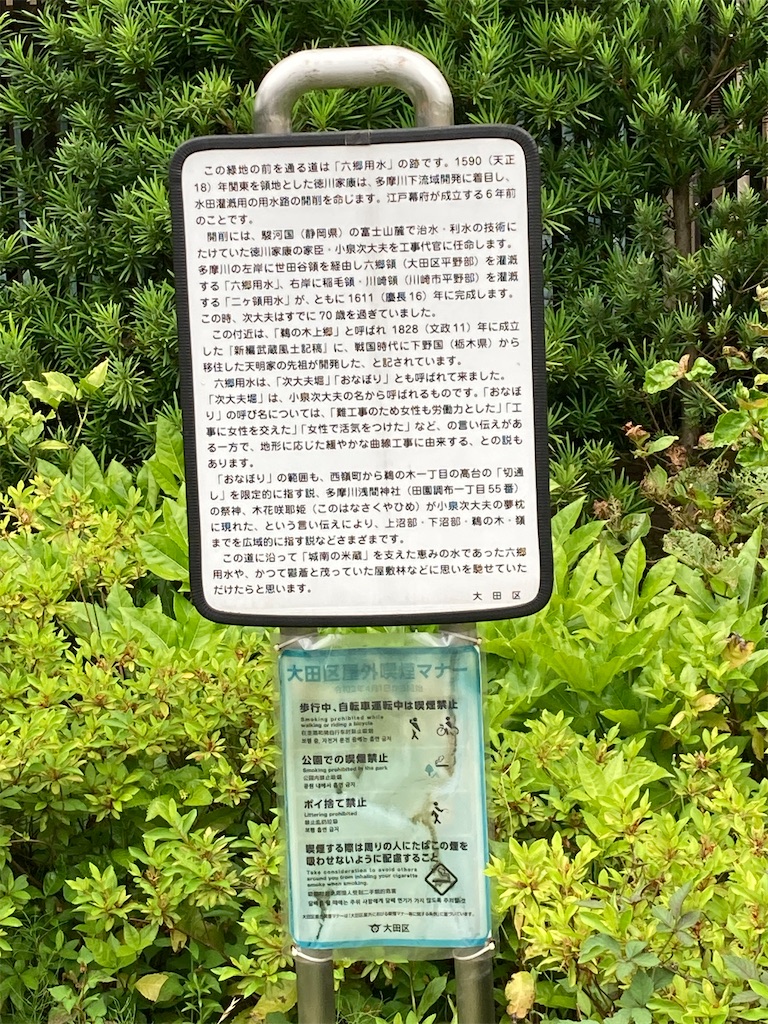 この緑地の前を通る道は「六郷用水」の跡です。1590（天正
18）年関東を領地とした徳川家康は、多摩川下流域開発に着目し、
水田灌漑用の用水路の開削を命じます。江戸幕府が成立する6年前
のことです。
開削には、駿河国（静岡県）の富士山麓で治水・利水の技術に
たけていた徳川家康の家臣・小泉次大夫を工事代官に任命します。
多摩川の左岸に世田谷領を経由し六郷領（大田区平野部）を灌漑
する「六郷用水」、右岸に稲毛領・川崎領（川崎市平野部）を灌漑
する「二ヶ領用水」が、ともに1611（慶長16）年に完成します。
この時、次大夫はすでに70歳を過ぎていました。
この付近は、「鵜の木上郷」と呼ばれ1828（文政11）年に成立
した「新編武蔵風土記稿」に、戦国時代に下野国（栃木県）から
移住した天明家の先祖が開発した、と記されています。
六郷用水は、「次大夫堀」「おなぼり」とも呼ばれて来ました。
「次大夫堀」は、小泉次大夫の名から呼ばれるものです。「おなぼ
り」の呼び名については、「難工事のため女性も労働力とした」「工
事に女性を交えた」「女性で活気をつけた」など、の言い伝えがあ
る一方で、地形に応じた緩やかな曲線工事に由来する、との説も
あります。
「おなぼり」の範囲も、西嶺町から鵜の木一丁目の高台の「切通
し」を限定的に指す説、多摩川浅間神社（田園調布一丁目55番）
の祭神、木花咲耶姫（このはなさくやひめ）が小泉次大夫の夢枕
に現れた、という言い伝えにより、上沼部・下沼部・鵜の木・嶺
までを広域的に指す説などさまざまです。
この道に沿って「城南の米蔵」を支えた恵みの水であった六郷
用水や、かつて鬱蒼と茂っていた屋敷林などに思いを馳せていた
だけたらと思います。
大田区
大田区屋外喫煙マナー
歩行中、自転車運転中は喫煙禁止
Smoking prohibited while
walking or riding a bicycle
公園での喫煙禁止
Smoking prohibited in the park
公园内禁止吸烟
공원 내에서 흡연 금지
ポイ捨て禁止
Littering prohibited
喫煙する際は周りの人にたばこの煙を
吸わせないように配慮すること
Take consideration to avoid others
around you from inhaling your cigarette
smoke when smoking.
大田区